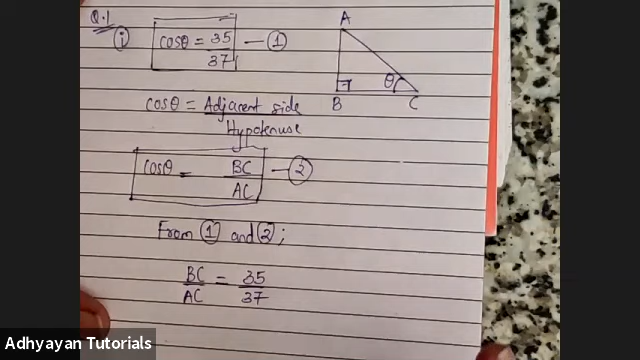 Q.1
i) cosθ = 35/37 — ①
A
B
θ
C
cosθ = Adjacent side / Hypotenuse
cosθ = BC/AC — ②
From ① and ②;
BC/AC = 35/37
Adhyayan Tutorials